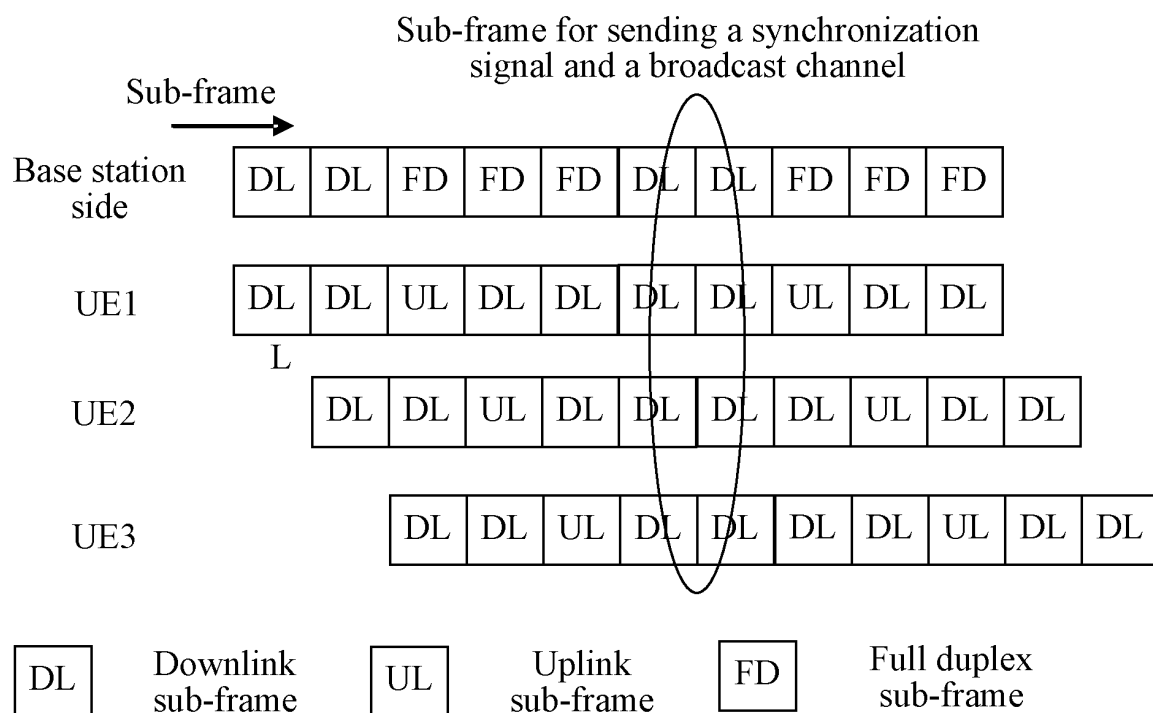 Sub-frame for sending a synchronization
signal and a broadcast channel
Sub-frame
Base station
side
DL DL FD FD FD DL DL FD FD FD
UE1
DL DL UL DL DL DL DL UL DL DL
L
UE2
DL DL UL DL DL DL DL UL DL DL
UE3
DL DL UL DL DL DL DL UL DL DL
DL
Downlink
sub-frame
UL
Uplink
sub-frame
FD
Full duplex
sub-frame